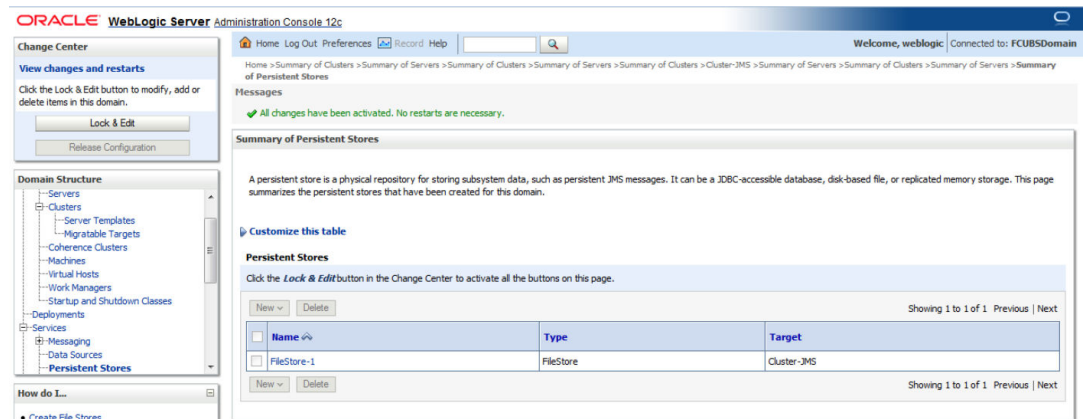 ORACLE WebLogic Server Administration Console 12c
Change Center
View changes and restarts
Click the Lock & Edit button to modify, add or
delete items in this domain.
Lock & Edit
Release Configuration
Domain Structure
Servers
Clusters
Server Templates
Migratable Targets
Coherence Clusters
Machines
Virtual Hosts
Work Managers
Startup and Shutdown Classes
Deployments
Services
Messaging
Data Sources
Persistent Stores
How do I...
Create File Stores
Home Log Out Preferences Record Help
Welcome, weblogic Connected to: FCUBSDomain
Home >Summary of Clusters >Summary of Servers >Summary of Clusters >Summary of Servers >Summary of Clusters >Cluster-JMS >Summary of Servers >Summary of Clusters >Summary of Servers >Summary
of Persistent Stores
Messages
All changes have been activated. No restarts are necessary.
Summary of Persistent Stores
A persistent store is a physical repository for storing subsystem data, such as persistent JMS messages. It can be a JDBC-accessible database, disk-based file, or replicated memory storage. This page
summarizes the persistent stores that have been created for this domain.
Customize this table
Persistent Stores
Click the Lock & Edit button in the Change Center to activate all the buttons on this page.
New Delete Showing 1 to 1 of 1 Previous | Next
Name Type Target
FileStore-1 FileStore Cluster-JMS
New Delete Showing 1 to 1 of 1 Previous | Next